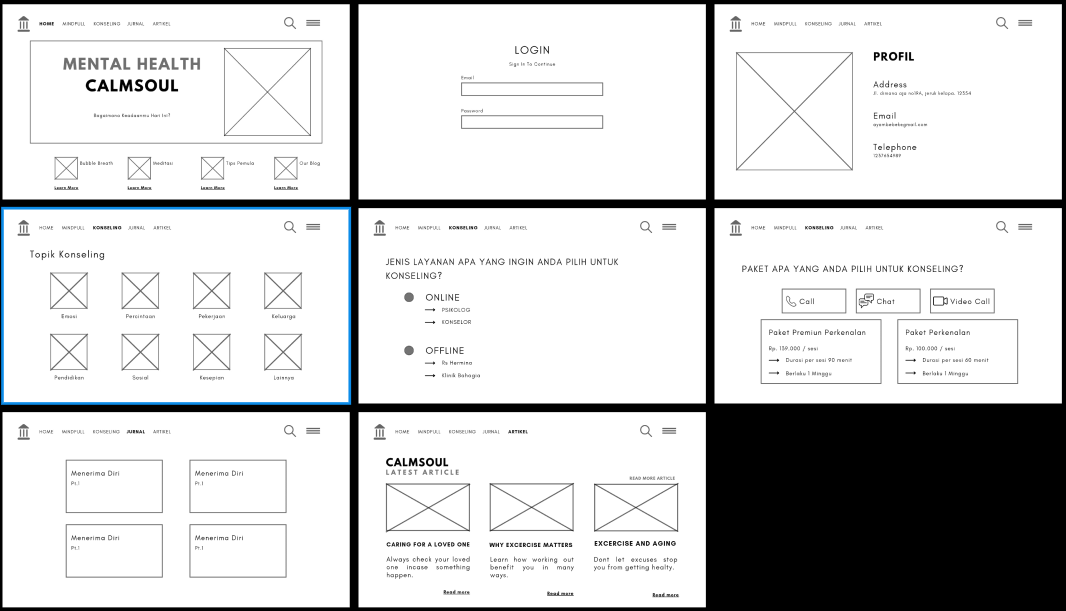 HOME MINDFULL KONSELING JURNAL ARTIKEL
MENTAL HEALTH
CALMSOUL
Bagaimana Keadaanmu Hari Ini?
Bubble Breath
Learn More
Meditasi
Learn More
Tips Pemula
Learn More
Our Blog
Learn More
LOGIN
Sign In To Continue
Email
Password
HOME MINDFULL KONSELING JURNAL ARTIKEL
PROFIL
Address
Jl. dimana aja no19A, jeruk kelapa. 12354
Email
ayambebek@gmail.com
Telephone
1237654989
HOME MINDFULL KONSELING JURNAL ARTIKEL
Topik Konseling
Emosi
Percintaan
Pekerjaan
Keluarga
Pendidikan
Sosial
Kesepian
Lainnya
HOME MINDFULL KONSELING JURNAL ARTIKEL
JENIS LAYANAN APA YANG INGIN ANDA PILIH UNTUK
KONSELING?
ONLINE
PSIKOLOG
KONSELOR
OFFLINE
Rs Hermina
Klinik Bahagia
HOME MINDFULL KONSELING JURNAL ARTIKEL
PAKET APA YANG ANDA PILIH UNTUK KONSELING?
Call
Chat
Video Call
Paket Premiun Perkenalan
Rp. 139.000 / sesi
Durasi per sesi 90 menit
Berlaku 1 Minggu
Paket Perkenalan
Rp. 100.000 / sesi
Durasi per sesi 60 menit
Berlaku 1 Minggu
HOME MINDFULL KONSELING JURNAL ARTIKEL
Menerima Diri
Pt.1
Menerima Diri
Pt.1
Menerima Diri
Pt.1
Menerima Diri
Pt.1
HOME MINDFULL KONSELING JURNAL ARTIKEL
CALMSOUL
LATEST ARTICLE
READ MORE ARTICLE
CARING FOR A LOVED ONE
Always check your loved
one incase something
happen.
Read more
WHY EXCERCISE MATTERS
Learn how working out
benefit you in many
ways.
Read more
EXCERCISE AND AGING
Dont let excuses stop
you from getting healty.
Read more